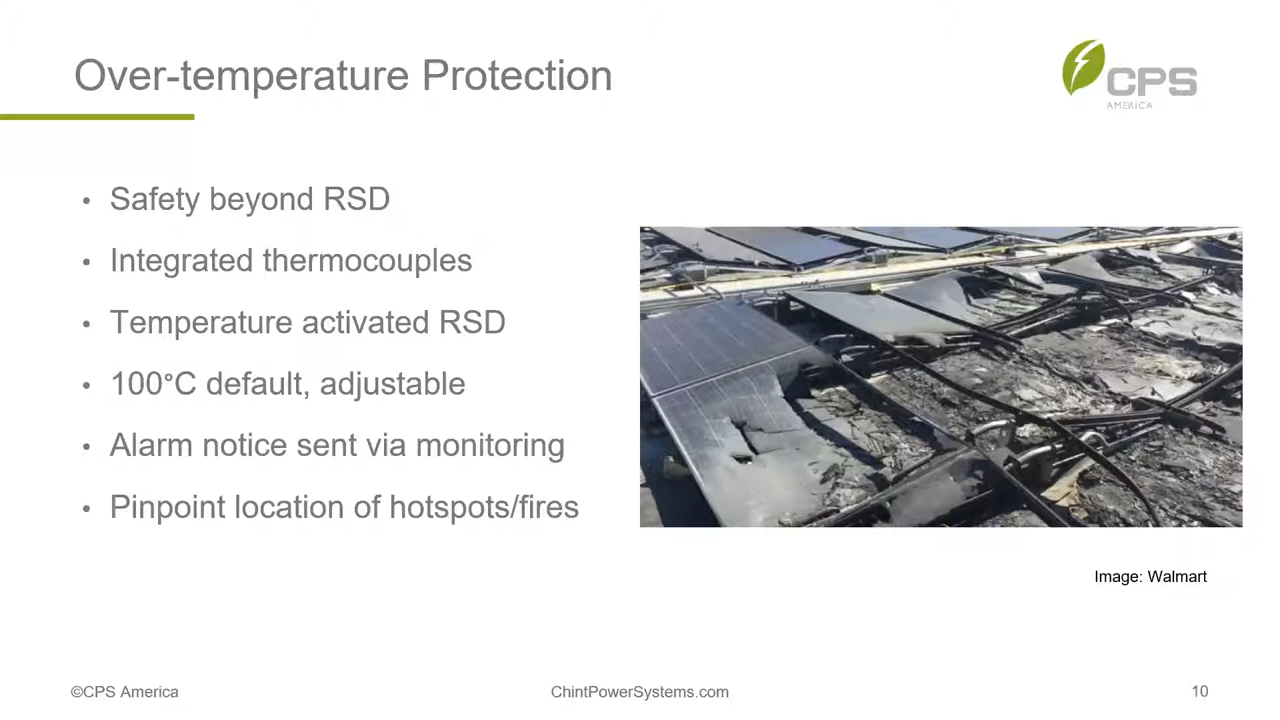 Over-temperature Protection
CPS
AMERICA
• Safety beyond RSD
• Integrated thermocouples
• Temperature activated RSD
• 100°C default, adjustable
• Alarm notice sent via monitoring
• Pinpoint location of hotspots/fires
Image: Walmart
©CPS America
ChintPowerSystems.com
10